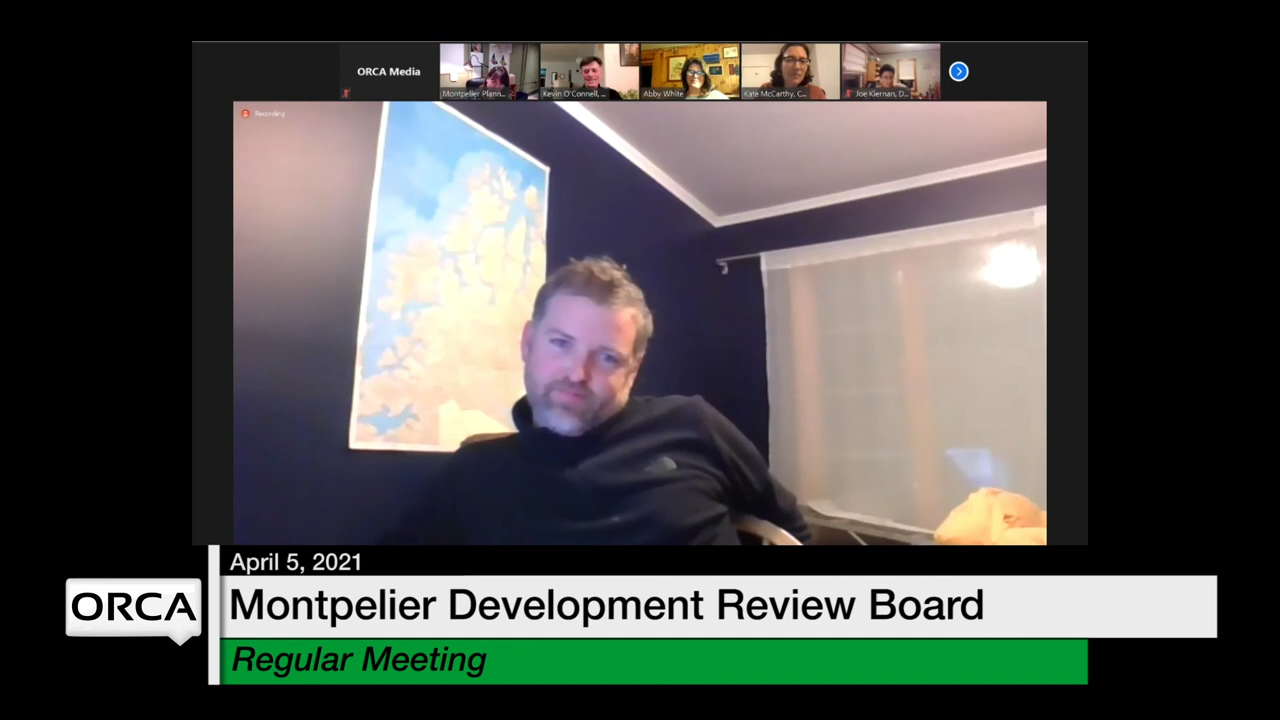 ORCA Media
Montpelier Plann...
Kevin O'Connell, ...
Abby White
Kate McCarthy, C...
Joe Kiernan, D...
Recording
April 5, 2021
ORCA
Montpelier Development Review Board
Regular Meeting